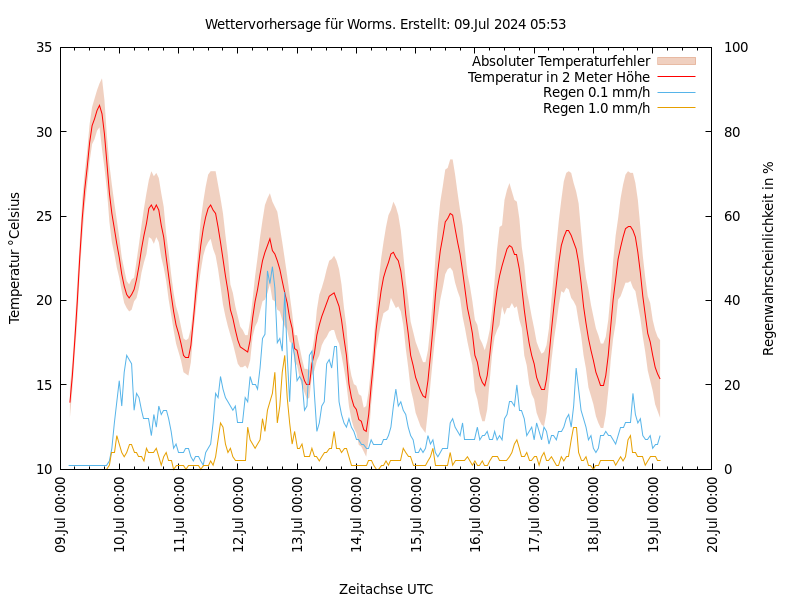 Wettervorhersage für Worms. Erstellt: 09.Jul 2024 05:53
Absoluter Temperaturfehler
Temperatur in 2 Meter Höhe
Regen 0.1 mm/h
Regen 1.0 mm/h
Temperatur °Celsius
35
30
25
20
15
10
Regenwahrscheinlichkeit in %
100
80
60
40
20
0
09.Jul 00:00
10.Jul 00:00
11.Jul 00:00
12.Jul 00:00
13.Jul 00:00
14.Jul 00:00
15.Jul 00:00
16.Jul 00:00
17.Jul 00:00
18.Jul 00:00
19.Jul 00:00
20.Jul 00:00
Zeitachse UTC